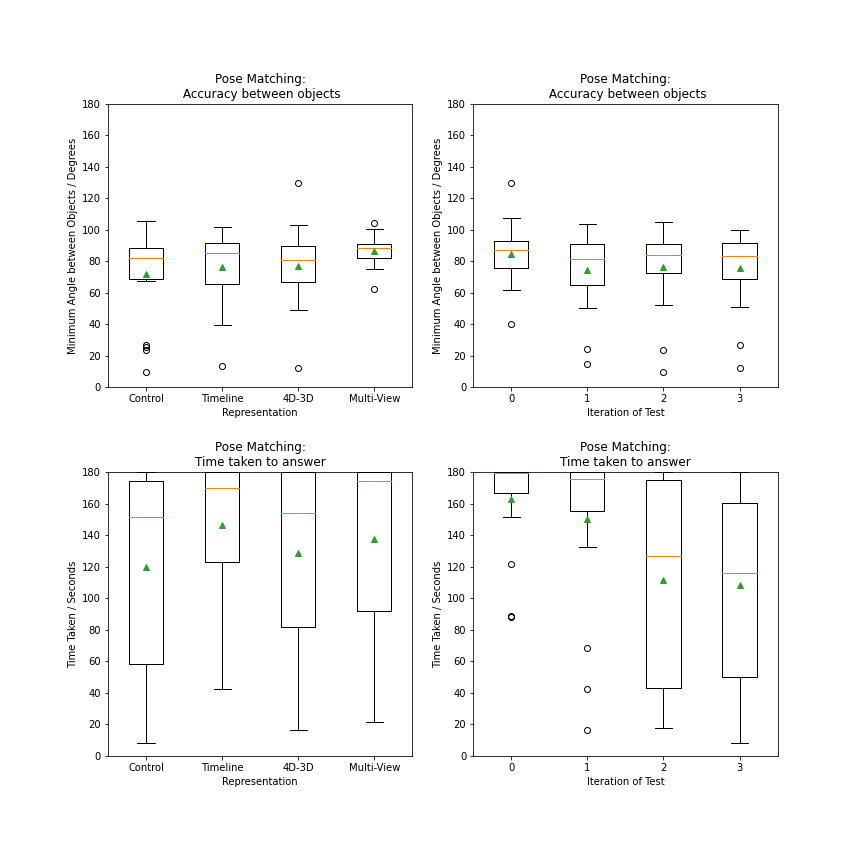 Pose Matching:
Accuracy between objects
180
160
140
120
100
80
60
40
20
0
Minimum Angle between Objects / Degrees
Control Timeline 4D-3D Multi-View
Representation
Pose Matching:
Accuracy between objects
180
160
140
120
100
80
60
40
20
0
Minimum Angle between Objects / Degrees
0 1 2 3
Iteration of Test
Pose Matching:
Time taken to answer
180
160
140
120
100
80
60
40
20
0
Time Taken / Seconds
Control Timeline 4D-3D Multi-View
Representation
Pose Matching:
Time taken to answer
180
160
140
120
100
80
60
40
20
0
Time Taken / Seconds
0 1 2 3
Iteration of Test